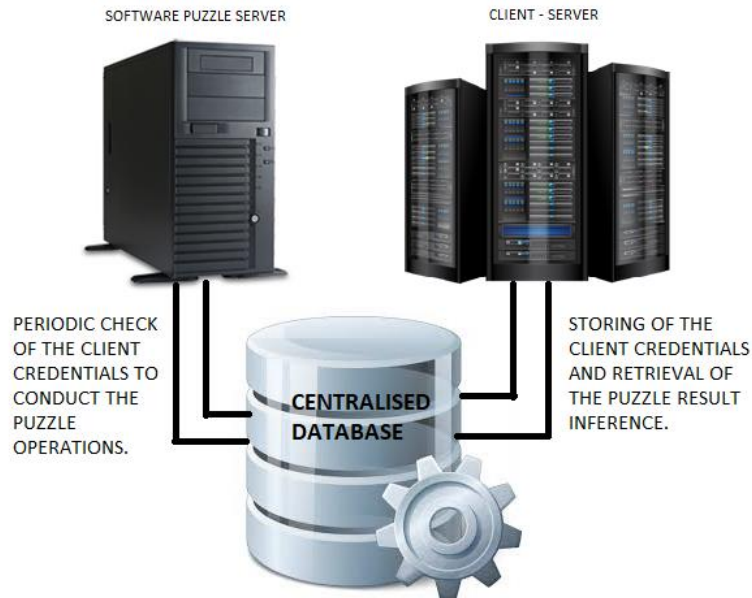 SOFTWARE PUZZLE SERVER
CLIENT - SERVER
PERIODIC CHECK
OF THE CLIENT
CREDENTIALS TO
CONDUCT THE
PUZZLE
OPERATIONS.
STORING OF THE
CLIENT CREDENTIALS
AND RETRIEVAL OF
THE PUZZLE RESULT
INFERENCE.
CENTRALISED
DATABASE